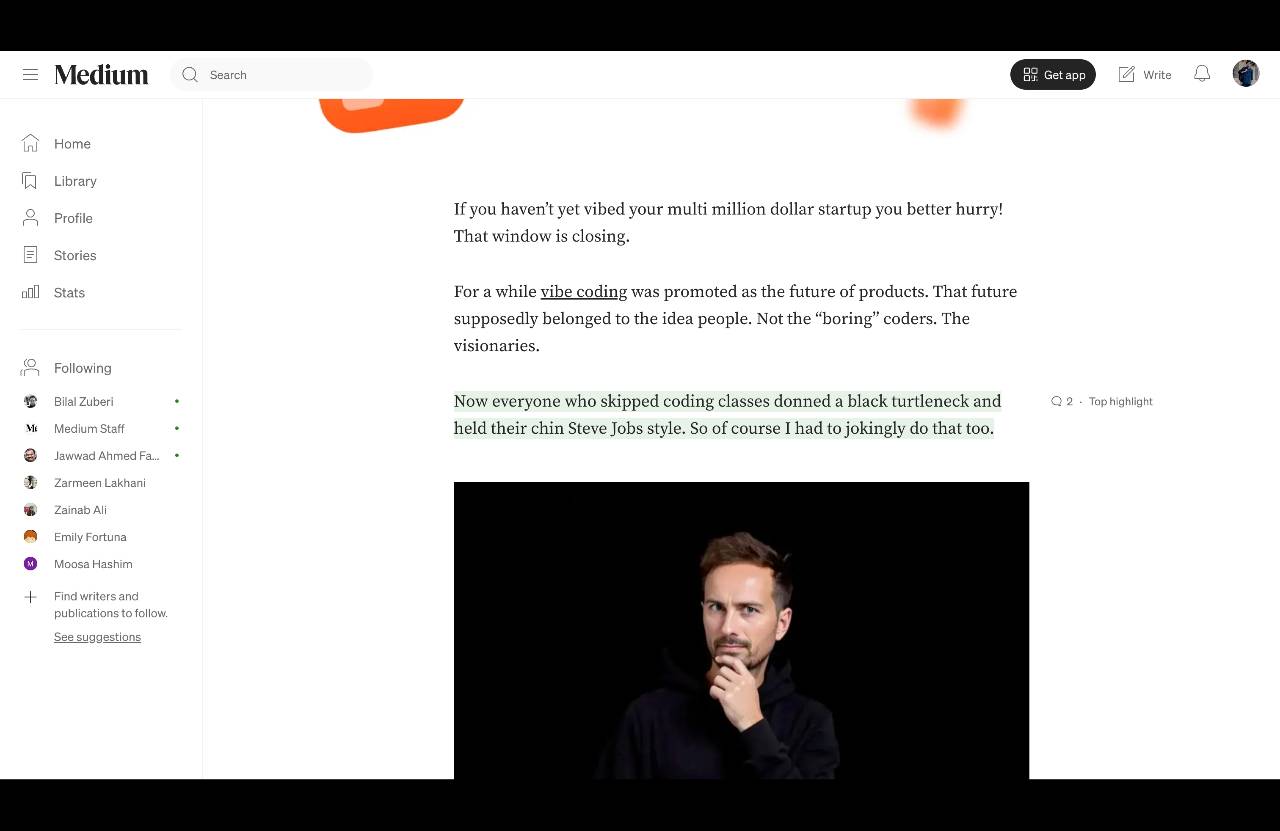 Medium
Search
Get app
Write
Home
Library
Profile
Stories
Stats
Following
Bilal Zuberi
Medium Staff
Jawwad Ahmed Fa...
Zarmeen Lakhani
Zainab Ali
Emily Fortuna
M
Moosa Hashim
Find writers and
publications to follow.
See suggestions
If you haven’t yet vibed your multi million dollar startup you better hurry!
That window is closing.
For a while vibe coding was promoted as the future of products. That future
supposedly belonged to the idea people. Not the “boring” coders. The
visionaries.
Now everyone who skipped coding classes donned a black turtleneck and
held their chin Steve Jobs style. So of course I had to jokingly do that too.
2 · Top highlight